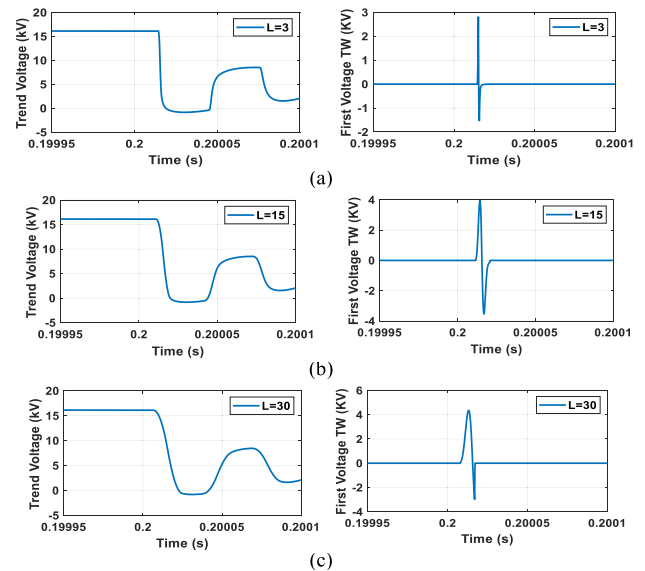 20
15
10
5
0
-5
Trend Voltage (kV)
L=3
0.19995
0.2
0.20005
0.2001
Time (s)
3
2
1
0
-1
-2
First Voltage TW (KV)
L=3
0.19995
0.2
0.20005
0.2001
Time (s)
(a)
20
15
10
5
0
-5
Trend Voltage (kV)
L=15
0.19995
0.2
0.20005
0.2001
Time (s)
4
2
0
-2
-4
First Voltage TW (KV)
L=15
0.19995
0.2
0.20005
0.2001
Time (s)
(b)
20
15
10
5
0
-5
Trend Voltage (kV)
L=30
0.19995
0.2
0.20005
0.2001
Time (s)
6
4
2
0
-2
-4
First Voltage TW (KV)
L=30
0.19995
0.2
0.20005
0.2001
Time (s)
(c)